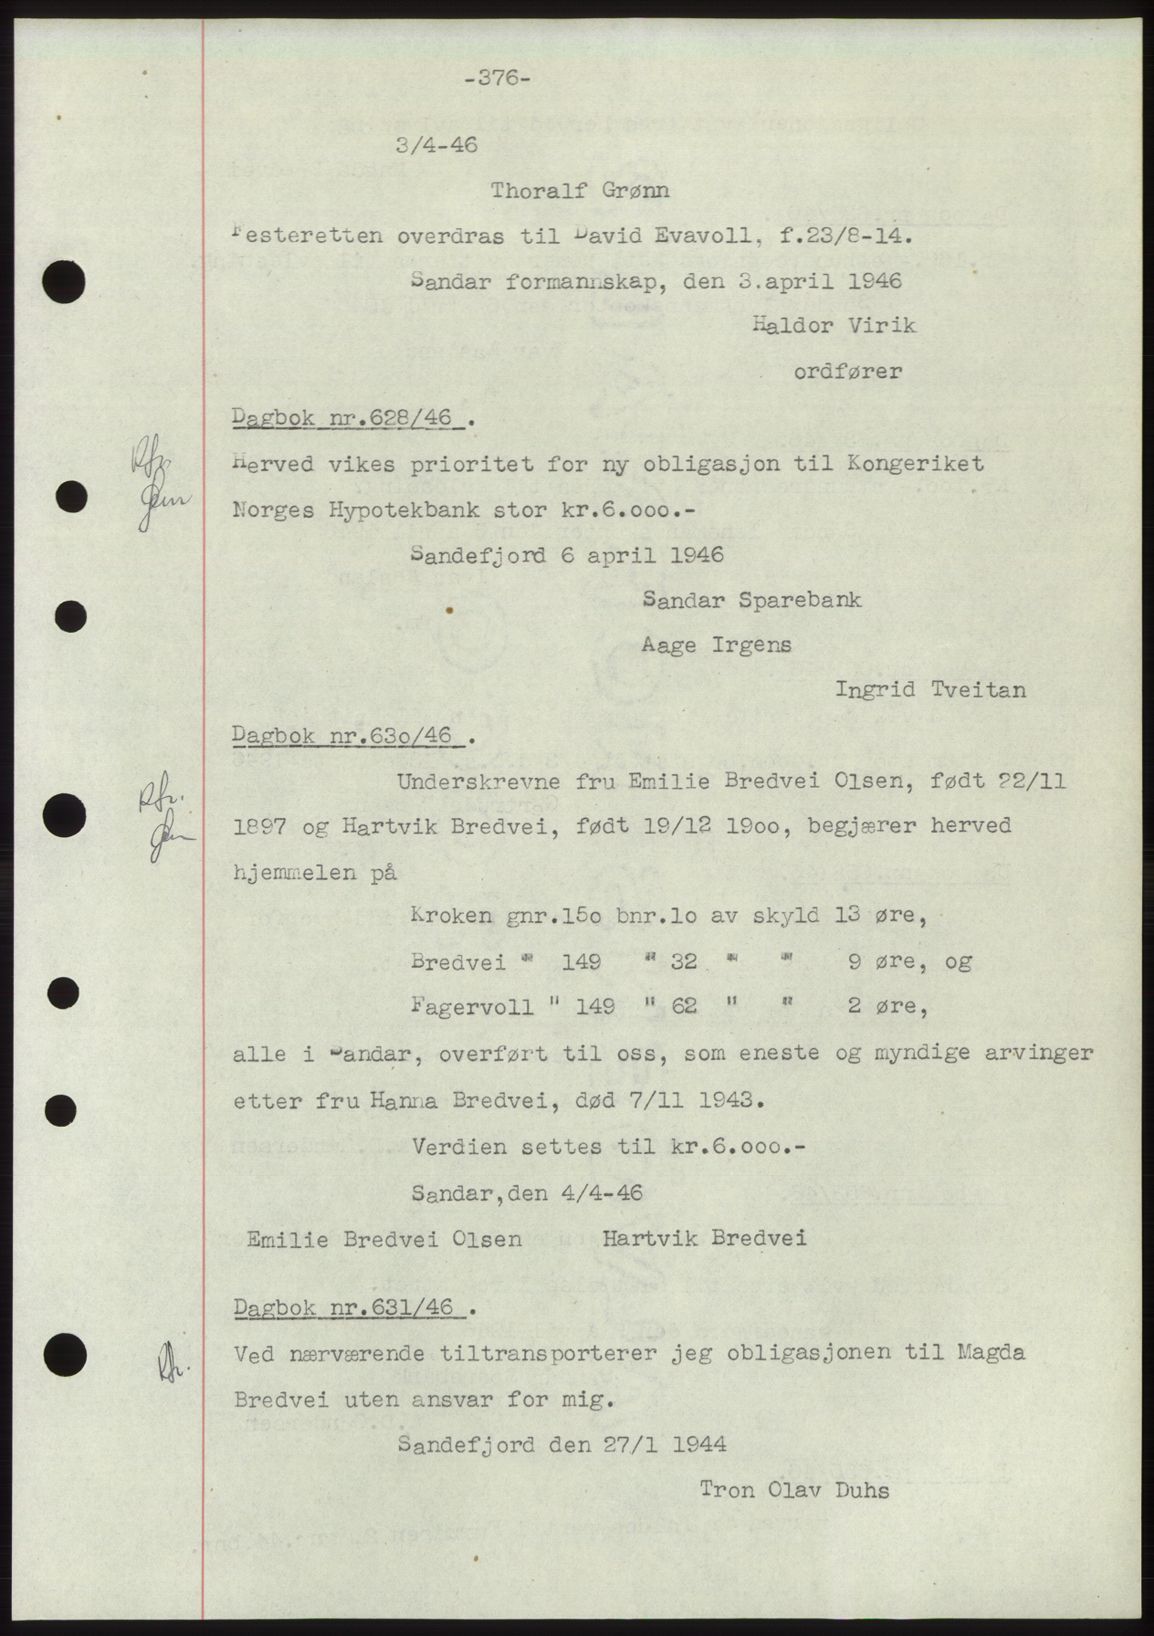 -376-
3/4-46
Thoralf Grønn
Festeretten overdras til David Evavoll, f.23/8-14.
Sandar formannskap, den 3.april 1946
Haldor Virik
ordfører
Dagbok nr.628/46 .
Herved vikes prioritet for ny obligasjon til Kongeriket
Norges Hypotekbank stor kr.6.ooo.-
Sandefjord 6 april 1946
Sandar Sparebank
Aage Irgens
Ingrid Tveitan
Dagbok nr.63o/46 .
Underskrevne fru Emilie Bredvei Olsen, født 22/11
1897 og Hartvik Bredvei, født 19/12 19oo, begjærer herved
hjemmelen på
Kroken gnr.15o bnr.1o av skyld 13 øre,
Bredvei " 149 " 32 " " 9 øre, og
Fagervoll " 149 " 62 " " 2 øre,
alle i Sandar, overført til oss, som eneste og myndige arvinger
etter fru Hanna Bredvei, død 7/11 1943.
Verdien settes til kr.6.ooo.-
Sandar,den 4/4-46
Emilie Bredvei Olsen Hartvik Bredvei
Dagbok nr.631/46 .
Ved nærværende tiltransporterer jeg obligasjonen til Magda
Bredvei uten ansvar for mig.
Sandefjord den 27/1 1944
Tron Olav Duhs